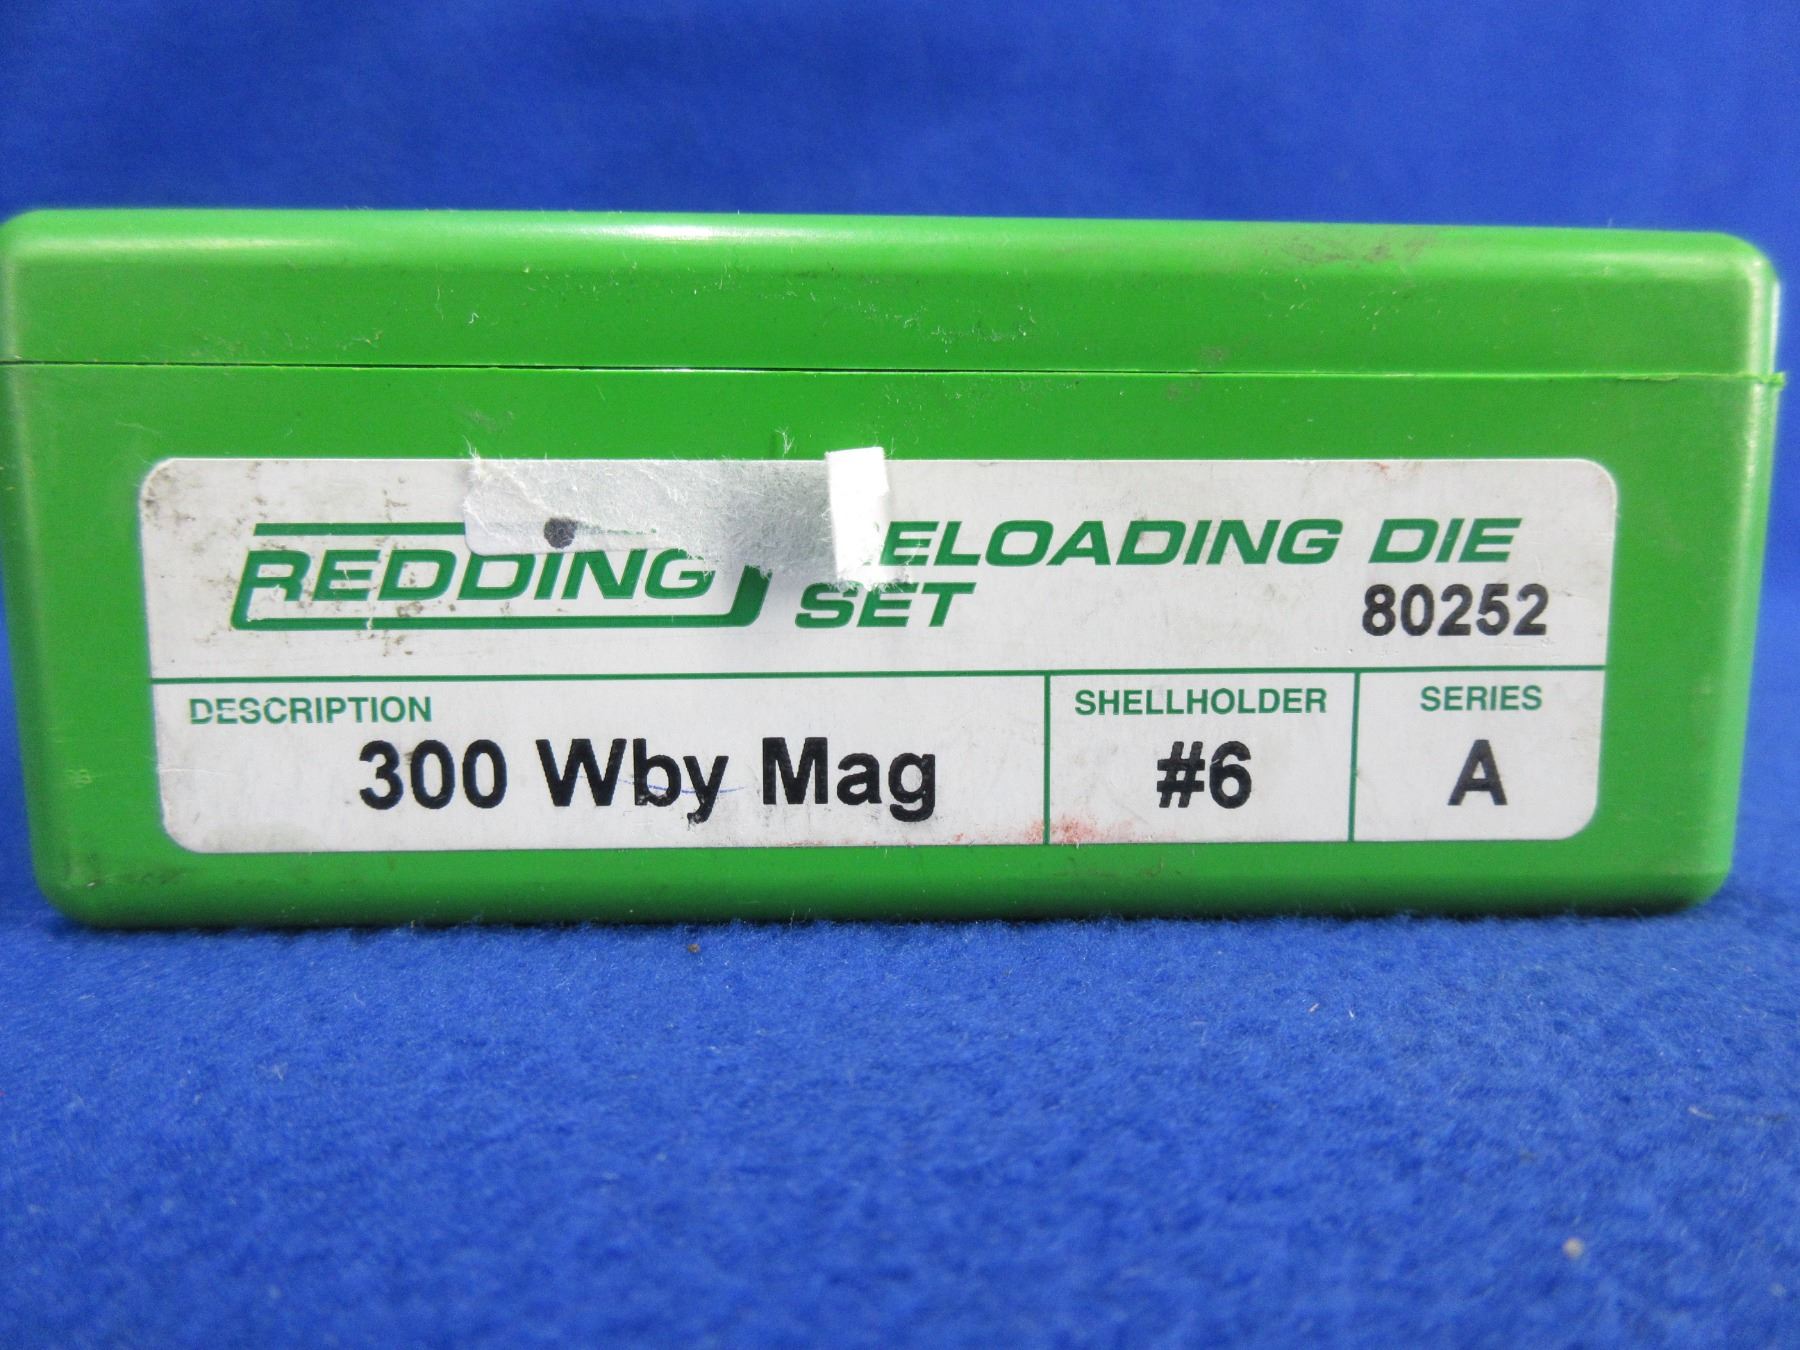 REDDING ELOADING DIE
SET
80252
DESCRIPTION
300 Wby Mag
SHELLHOLDER
#6
SERIES
A